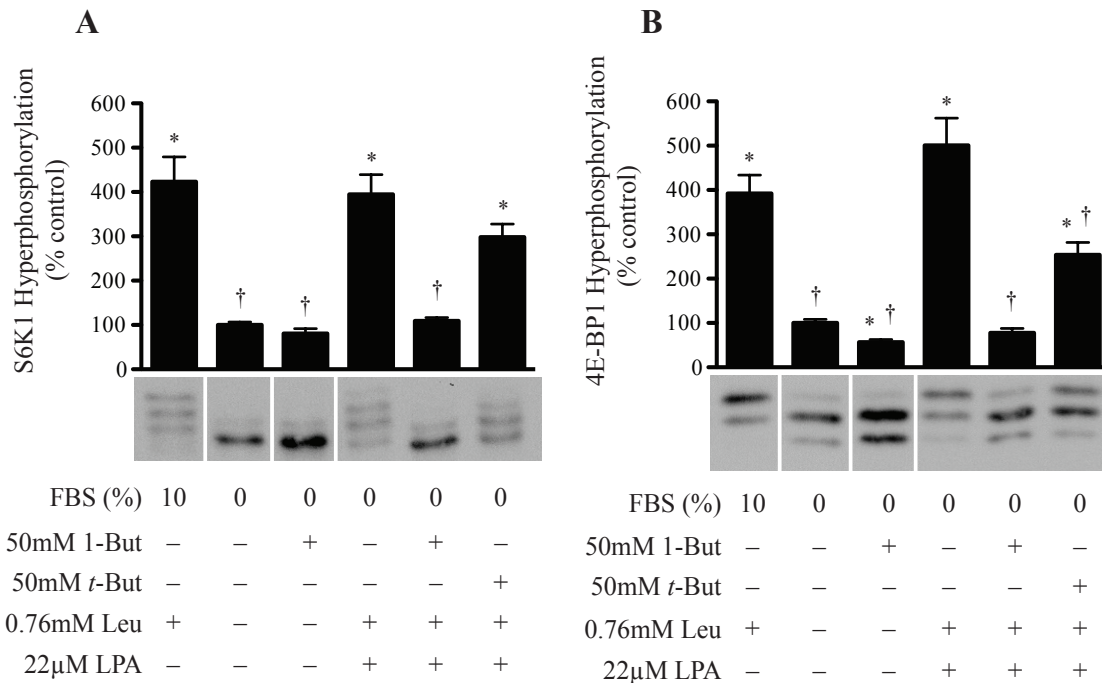 A
S6K1 Hyperphosphorylation
(% control)
600
500
400
300
200
100
0
*
†
†
*
†
*
FBS (%) 10 0 0 0 0 0
50mM 1-But – – + – + –
50mM t-But – – – – – +
0.76mM Leu + – – + + +
22µM LPA – – – + + +
B
4E-BP1 Hyperphosphorylation
(% control)
600
500
400
300
200
100
0
*
†
* †
*
†
* †
FBS (%) 10 0 0 0 0 0
50mM 1-But – – + – + –
50mM t-But – – – – – +
0.76mM Leu + – – + + +
22µM LPA – – – + + +